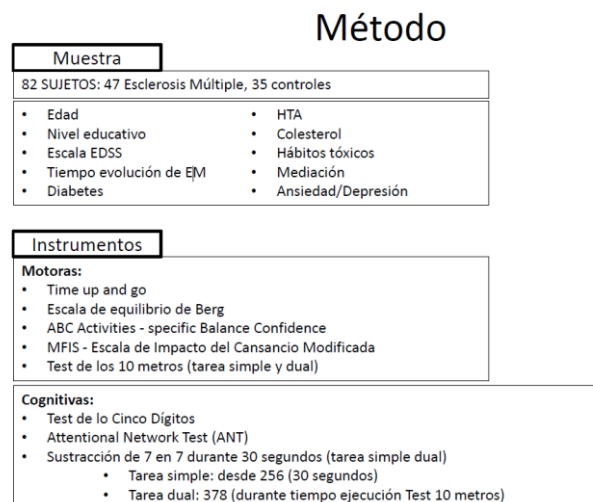 Método
Muestra
82 SUJETOS: 47 Esclerosis Múltiple, 35 controles
• Edad
• Nivel educativo
• Escala EDSS
• Tiempo evolución de EM
• Diabetes
• HTA
• Colesterol
• Hábitos tóxicos
• Mediación
• Ansiedad/Depresión
Instrumentos
Motoras:
• Time up and go
• Escala de equilibrio de Berg
• ABC Activities - specific Balance Confidence
• MFIS - Escala de Impacto del Cansancio Modificada
• Test de los 10 metros (tarea simple y dual)
Cognitivas:
• Test de lo Cinco Dígitos
• Attentional Network Test (ANT)
• Sustracción de 7 en 7 durante 30 segundos (tarea simple dual)
• Tarea simple: desde 256 (30 segundos)
• Tarea dual: 378 (durante tiempo ejecución Test 10 metros)